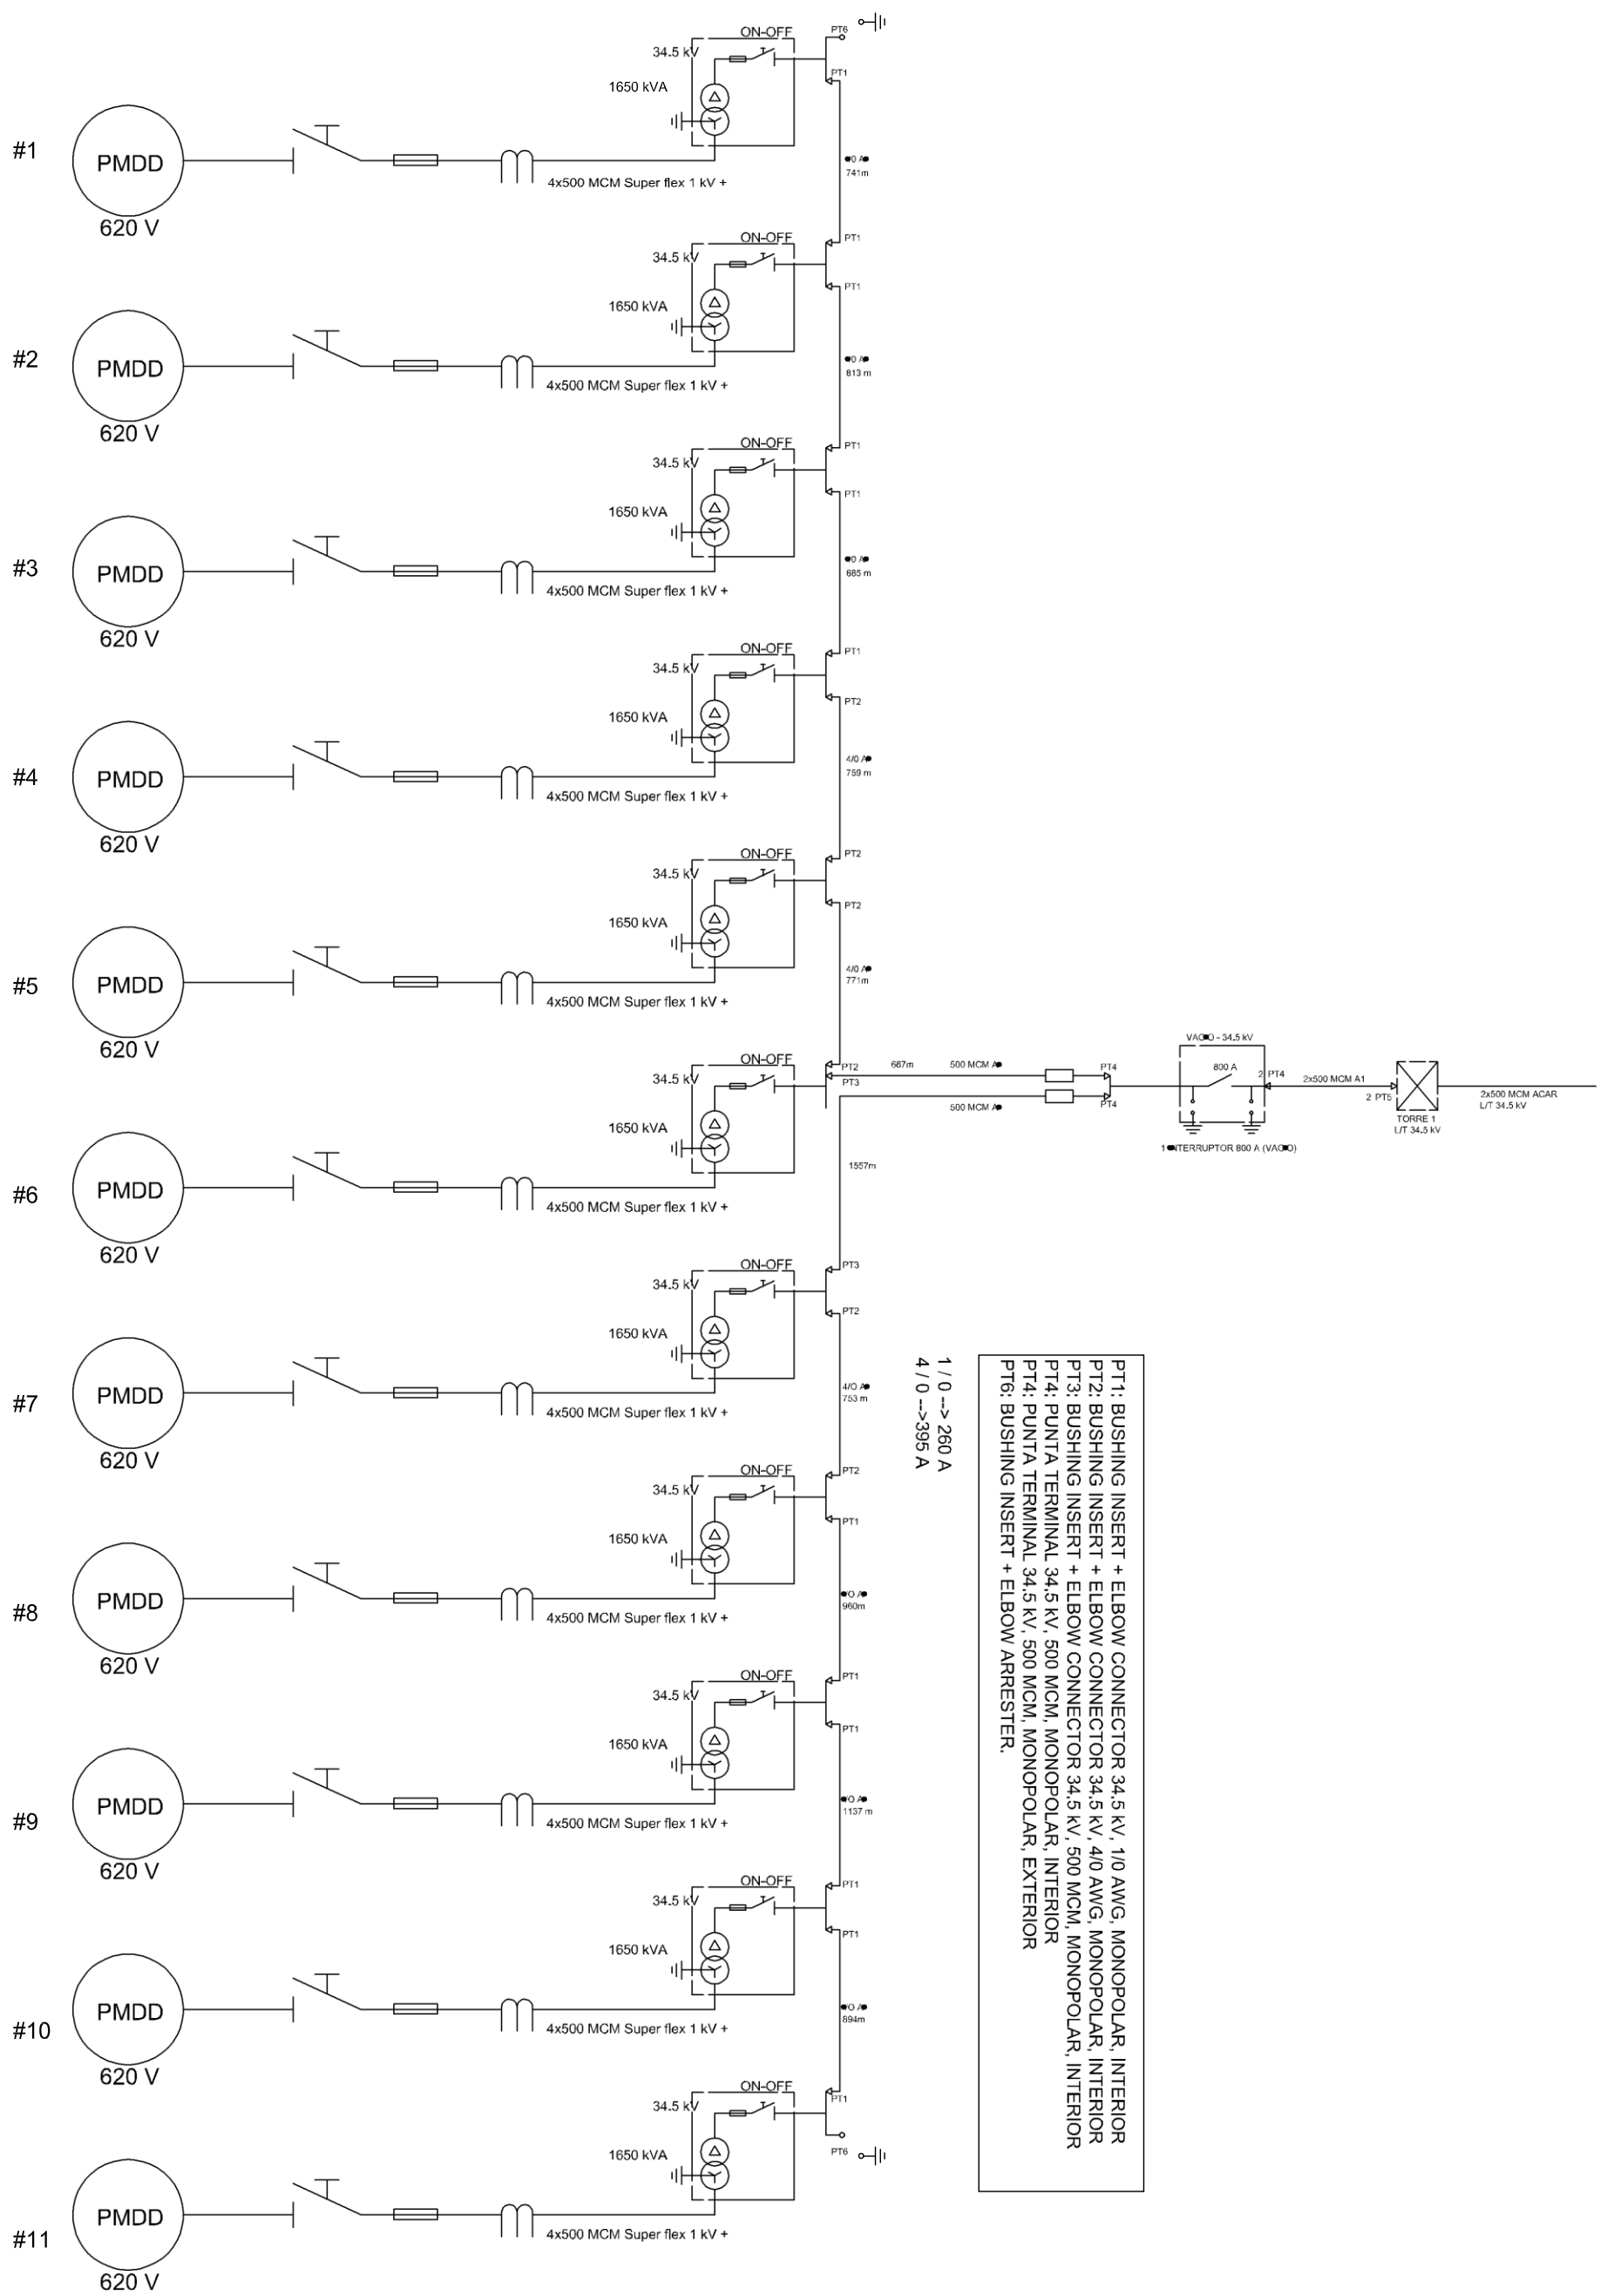 PT6
ON-OFF
34.5 kV
PT1
1650 kVA
#1
PMDD
741m
4x500 MCM Super flex 1 kV +
620 V
ON-OFF
PT1
34.5 kV
PT1
1650 kVA
#2
PMDD
813 m
4x500 MCM Super flex 1 kV +
620 V
ON-OFF
PT1
34.5 kV
PT1
1650 kVA
#3
PMDD
685 m
4x500 MCM Super flex 1 kV +
620 V
ON-OFF
PT1
34.5 kV
PT2
1650 kVA
#4
PMDD
4/0
759 m
4x500 MCM Super flex 1 kV +
620 V
ON-OFF
PT2
34.5 kV
PT2
1650 kVA
#5
PMDD
4/0
771m
4x500 MCM Super flex 1 kV +
620 V
ON-OFF
PT2
34.5 kV
PT3
687m
500 MCM
PT4
500 MCM
PT4
- 34.5 kV
800 A
2 PT4
2x500 MCM A1
2 PT5
TORRE 1
L/T 34.5 kV
2x500 MCM ACAR
L/T 34.5 kV
800 A
1650 kVA
1557m
#6
PMDD
4x500 MCM Super flex 1 kV +
620 V
ON-OFF
PT3
34.5 kV
PT2
1650 kVA
#7
PMDD
4/O
753 m
4x500 MCM Super flex 1 kV +
620 V
1 / 0 --> 260 A
4 / 0 -->395 A
PT1: BUSHING INSERT + ELBOW CONNECTOR 34,5 kV, 1/0 AWG, MONOPOLAR, INTERIOR
PT2: BUSHING INSERT + ELBOW CONNECTOR 34,5 kV, 4/0 AWG, MONOPOLAR, INTERIOR
PT3: BUSHING INSERT + ELBOW CONNECTOR 34,5 kV, 500 MCM, MONOPOLAR, INTERIOR
PT4: PUNTA TERMINAL 34,5 kV, 500 MCM, MONOPOLAR, INTERIOR
PT4: PUNTA TERMINAL 34,5 kV, 500 MCM, MONOPOLAR, EXTERIOR
PT6: BUSHING INSERT + ELBOW ARRESTER.
ON-OFF
PT2
34.5 kV
PT1
1650 kVA
#8
PMDD
960m
4x500 MCM Super flex 1 kV +
620 V
ON-OFF
PT1
34.5 kV
PT1
1650 kVA
#9
PMDD
1137 m
4x500 MCM Super flex 1 kV +
620 V
ON-OFF
PT1
34.5 kV
PT1
1650 kVA
#10
PMDD
894m
4x500 MCM Super flex 1 kV +
620 V
ON-OFF
PT1
34.5 kV
PT6
1650 kVA
#11
PMDD
4x500 MCM Super flex 1 kV +
620 V